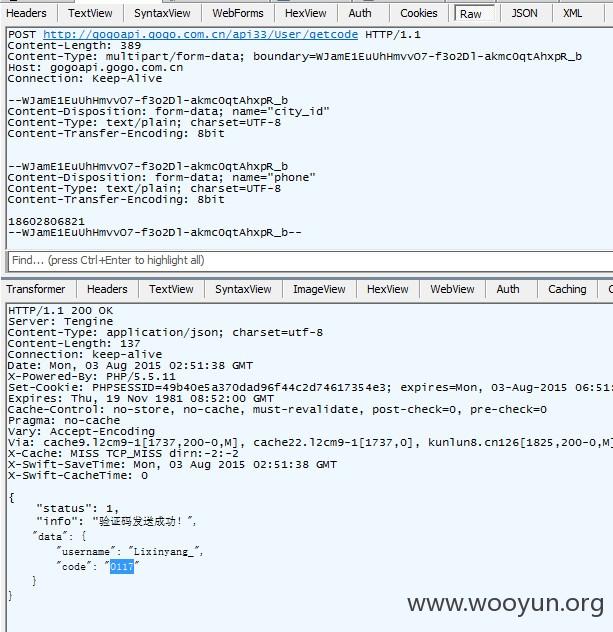 Headers TextView SyntaxView WebForms HexView Auth Cookies Raw JSON XML
POST http://gogoapi.gogo.com.cn/api33/User/getcode HTTP/1.1
Content-Length: 389
Content-Type: multipart/form-data; boundary=WJamE1EuUhHmvvO7-f3o2Dl-akmcOqtAhxpR_b
Host: gogoapi.gogo.com.cn
Connection: Keep-Alive
--WJamE1EuUhHmvvO7-f3o2Dl-akmcOqtAhxpR_b
Content-Disposition: form-data; name="city_id"
Content-Type: text/plain; charset=UTF-8
Content-Transfer-Encoding: 8bit
--WJamE1EuUhHmvvO7-f3o2Dl-akmcOqtAhxpR_b
Content-Disposition: form-data; name="phone"
Content-Type: text/plain; charset=UTF-8
Content-Transfer-Encoding: 8bit
18602806821
--WJamE1EuUhHmvvO7-f3o2Dl-akmcOqtAhxpR_b--
Find... (press Ctrl+Enter to highlight all)
Transformer Headers TextView SyntaxView ImageView HexView WebView Auth Caching
HTTP/1.1 200 OK
Server: Tengine
Content-Type: application/json; charset=utf-8
Content-Length: 137
Connection: keep-alive
Date: Mon, 03 Aug 2015 02:51:38 GMT
X-Powered-By: PHP/5.5.11
Set-Cookie: PHPSESSID=49b40e5a370dad96f44c2d74617354e3; expires=Mon, 03-Aug-2015 06:51:
Expires: Thu, 19 Nov 1981 08:52:00 GMT
Cache-Control: no-store, no-cache, must-revalidate, post-check=0, pre-check=0
Pragma: no-cache
Vary: Accept-Encoding
Via: cache9.l2cm9-1[1737,200-0,M], cache22.l2cm9-1[1737,0], kunlun8.cn126[1825,200-0,M]
X-Cache: MISS TCP_MISS dirn:-2:-2
X-Swift-SaveTime: Mon, 03 Aug 2015 02:51:38 GMT
X-Swift-CacheTime: 0
{
"status": 1,
"info": "验证码发送成功！",
"data": {
"username": "Lixinyang_",
"code": "0117"
}
}
www.wooyun.org